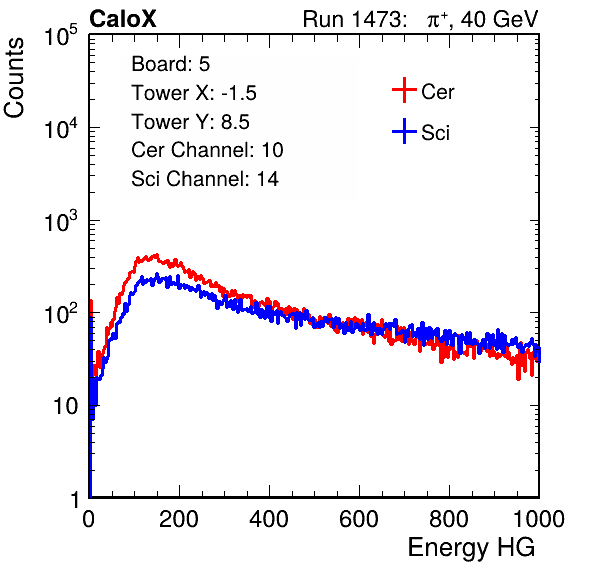 CaloX Run 1473: π⁺, 40 GeV
Counts
Board: 5
Tower X: -1.5
Tower Y: 8.5
Cer Channel: 10
Sci Channel: 14
Cer
Sci
10⁵
10⁴
10³
10²
10
1
0 200 400 600 800 1000
Energy HG